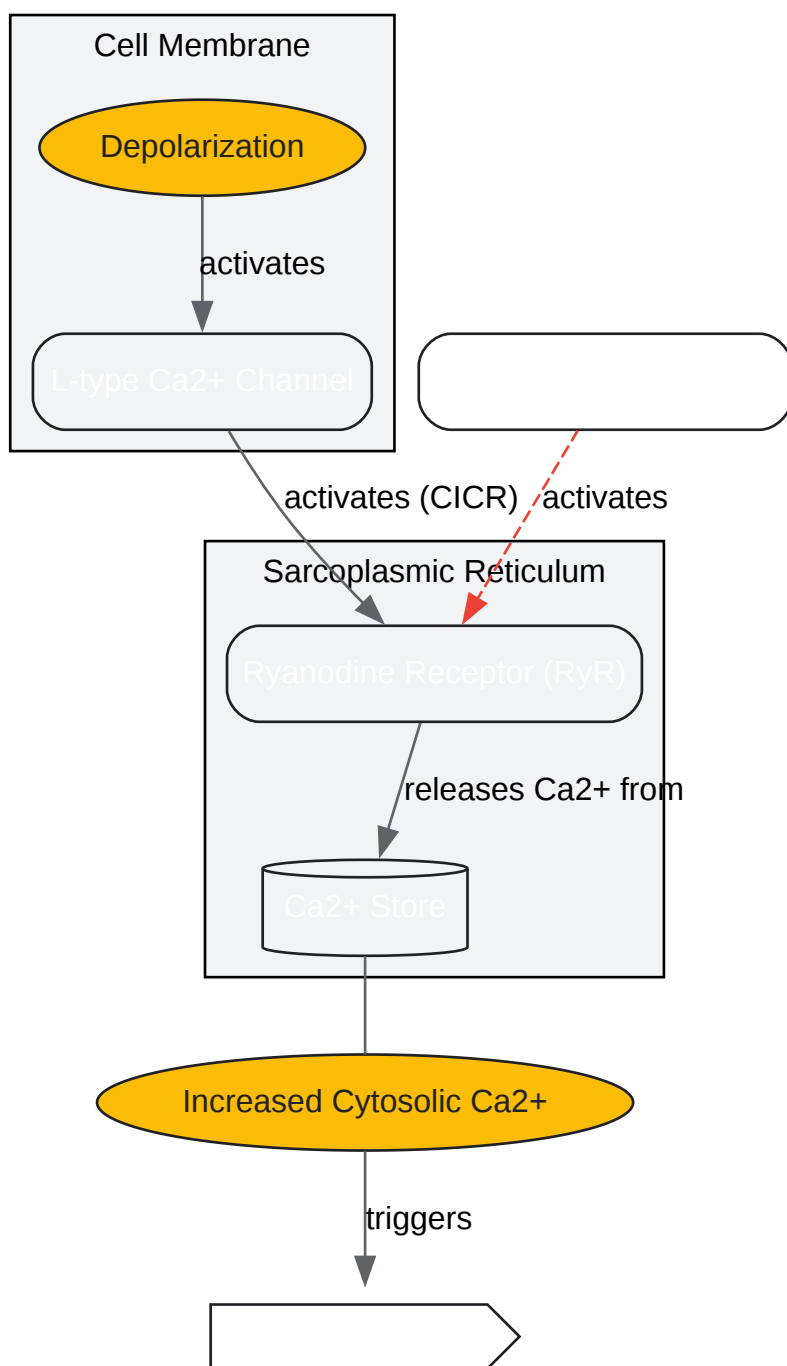 Cell Membrane
Depolarization
activates
L-type Ca2+ Channel
activates (CICR)
activates
Sarcoplasmic Reticulum
Ryanodine Receptor (RyR)
releases Ca2+ from
Ca2+ Store
Increased Cytosolic Ca2+
triggers